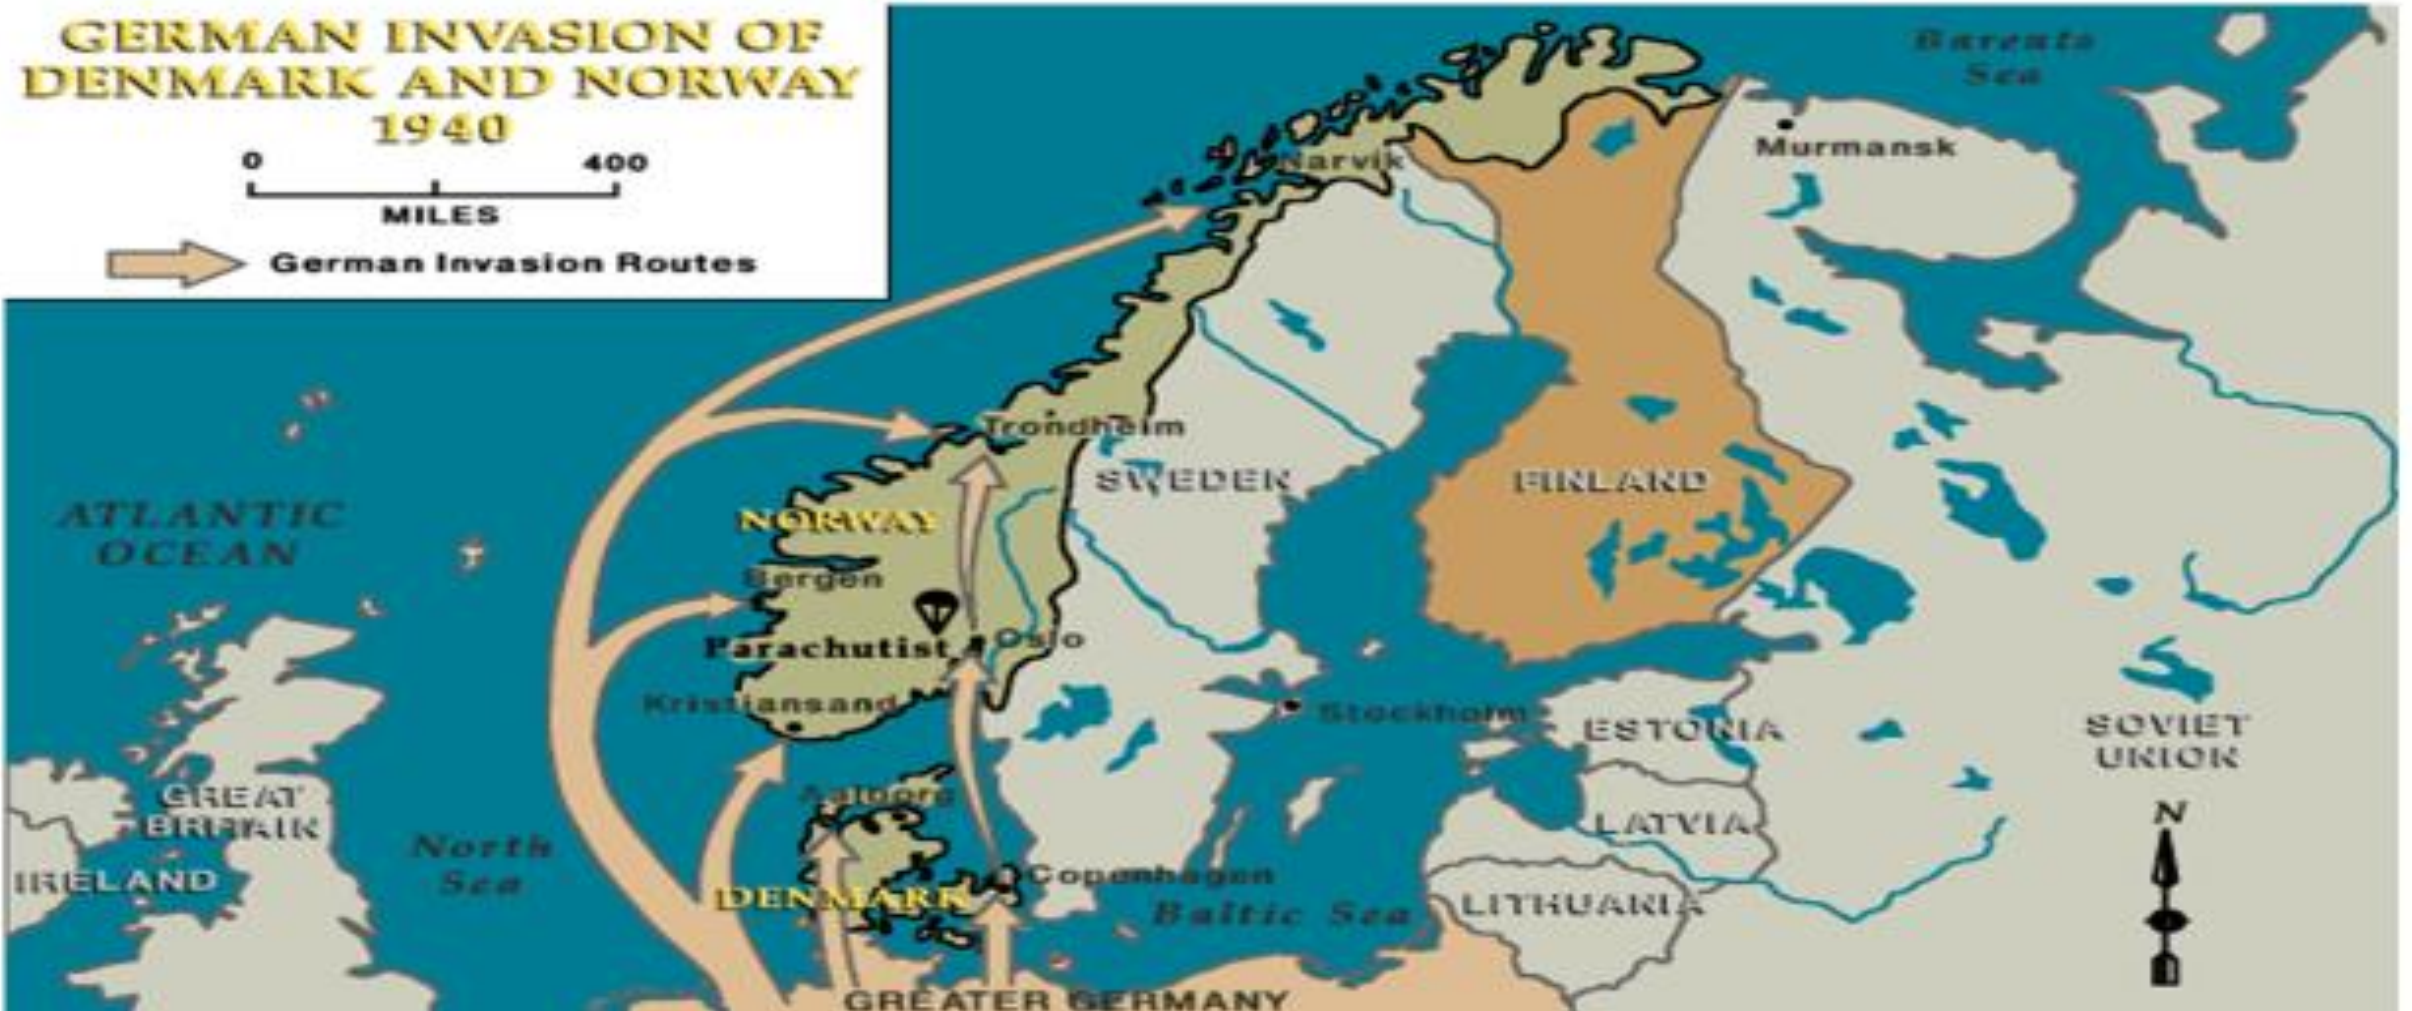 GERMAN INVASION OF
DENMARK AND NORWAY
1940
0 400
MILES
German Invasion Routes
Barents
Sea
Murmansk
Narvik
Trondheim
SWEDEN
FINLAND
ATLANTIC
OCEAN
NORWAY
Bergen
Parachutist
Oslo
Kristiansand
Stockholm
ESTONIA
SOVIET
UNION
GREAT
BRITAIN
Aalborg
LATVIA
N
North
Sea
IRELAND
DENMARK
Copenhagen
Baltic Sea
LITHUANIA
GREATER GERMANY